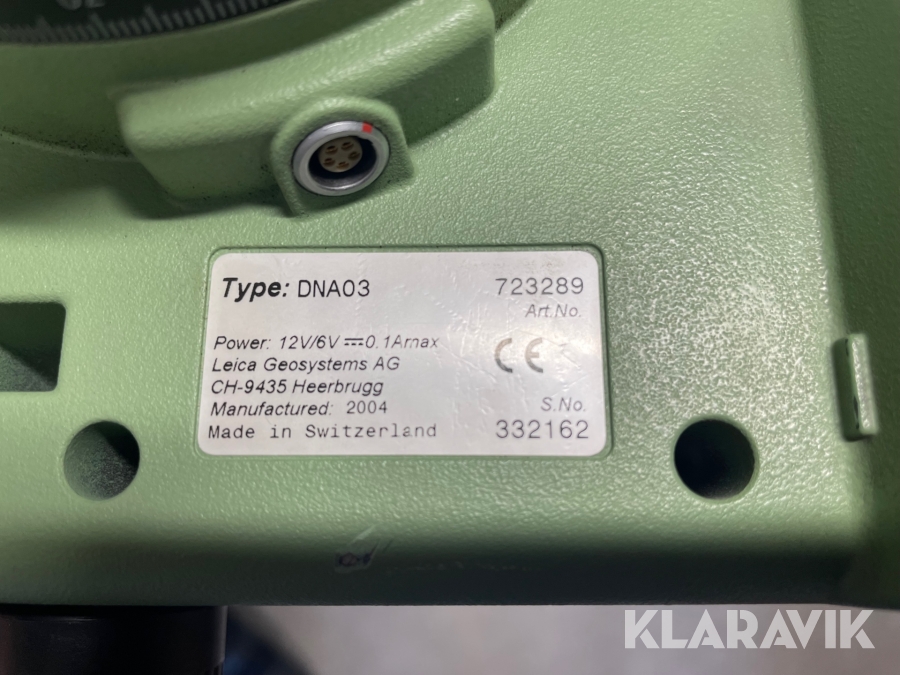 Type: DNA03
723289
Art.No.
Power: 12V/6V ⎓ 0.1Amax
Leica Geosystems AG
CH-9435 Heerbrugg
Manufactured: 2004
Made in Switzerland
CE
S.No.
332162
KLARAVIK